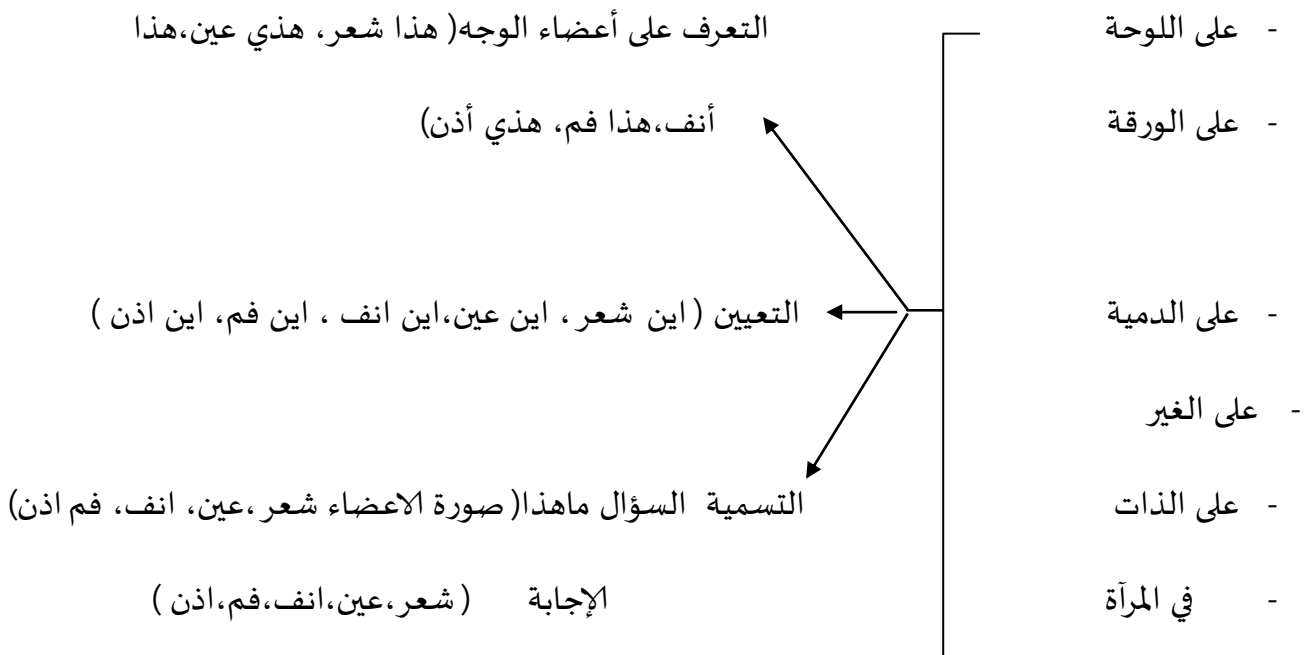 - على اللوحة التعرف على أعضاء الوجه( هذا شعر، هذي عين،هذا
- على الورقة أنف،هذا فم، هذي أذن)
- على الدمية التعيين ( اين شعر ، اين عين،اين انف ، اين فم، اين اذن )
- على الغير
- على الذات التسمية السؤال ماهذا( صورة الاعضاء شعر ،عين، انف، فم اذن)
- في المرآة الإجابة ( شعر،عين،انف،فم،اذن )